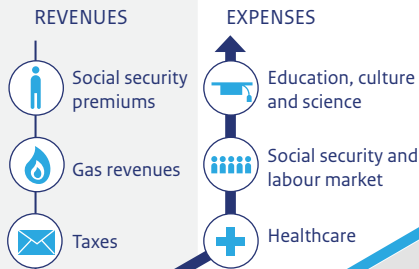 REVENUES
Social security
premiums
Gas revenues
Taxes
EXPENSES
Education, culture
and science
Social security and
labour market
Healthcare